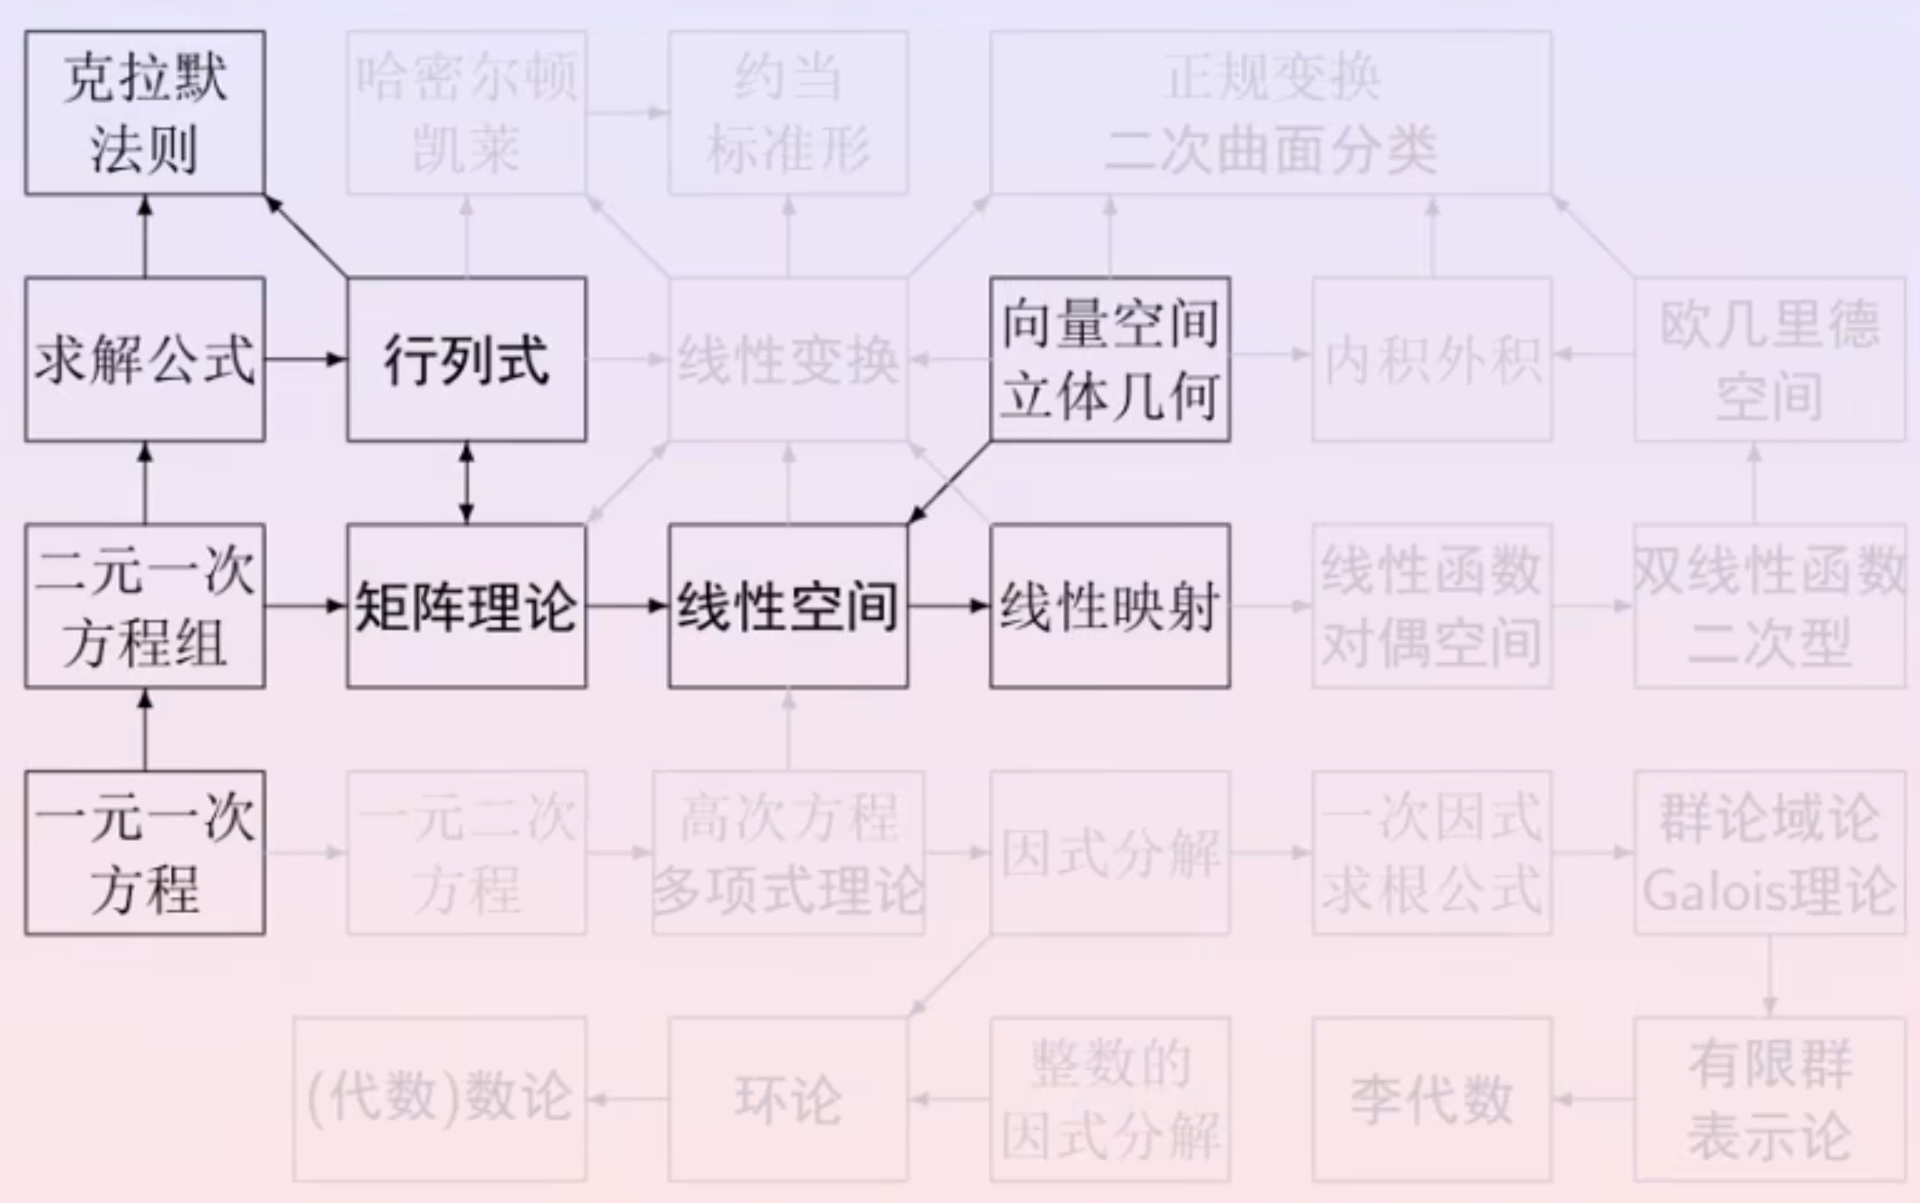 克拉默
法则
哈密尔顿
凯莱
约当
标准形
正规变换
二次曲面分类
求解公式
行列式
线性变换
向量空间
立体几何
内积外积
欧几里德
空间
二元一次
方程组
矩阵理论
线性空间
线性映射
线性函数
对偶空间
双线性函数
二次型
一元一次
方程
一元二次
方程
高次方程
多项式理论
因式分解
一次因式
求根公式
群论域论
Galois理论
(代数)数论
环论
整数的
因式分解
李代数
有限群
表示论